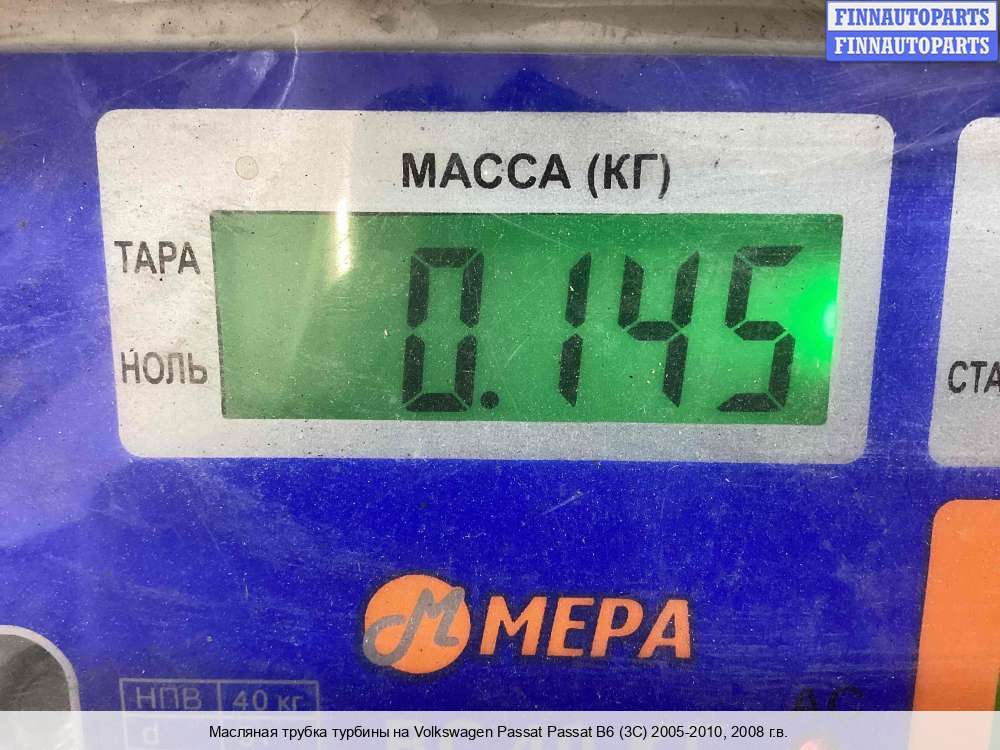 FINNAUTOPARTS
FINNAUTOPARTS
МАССА (КГ)
ТАРА
0.145
НОЛЬ
СТА
М МЕРА
НПВ 40 кг
d
AC
Масляная трубка турбины на Volkswagen Passat Passat B6 (3C) 2005-2010, 2008 г.в.